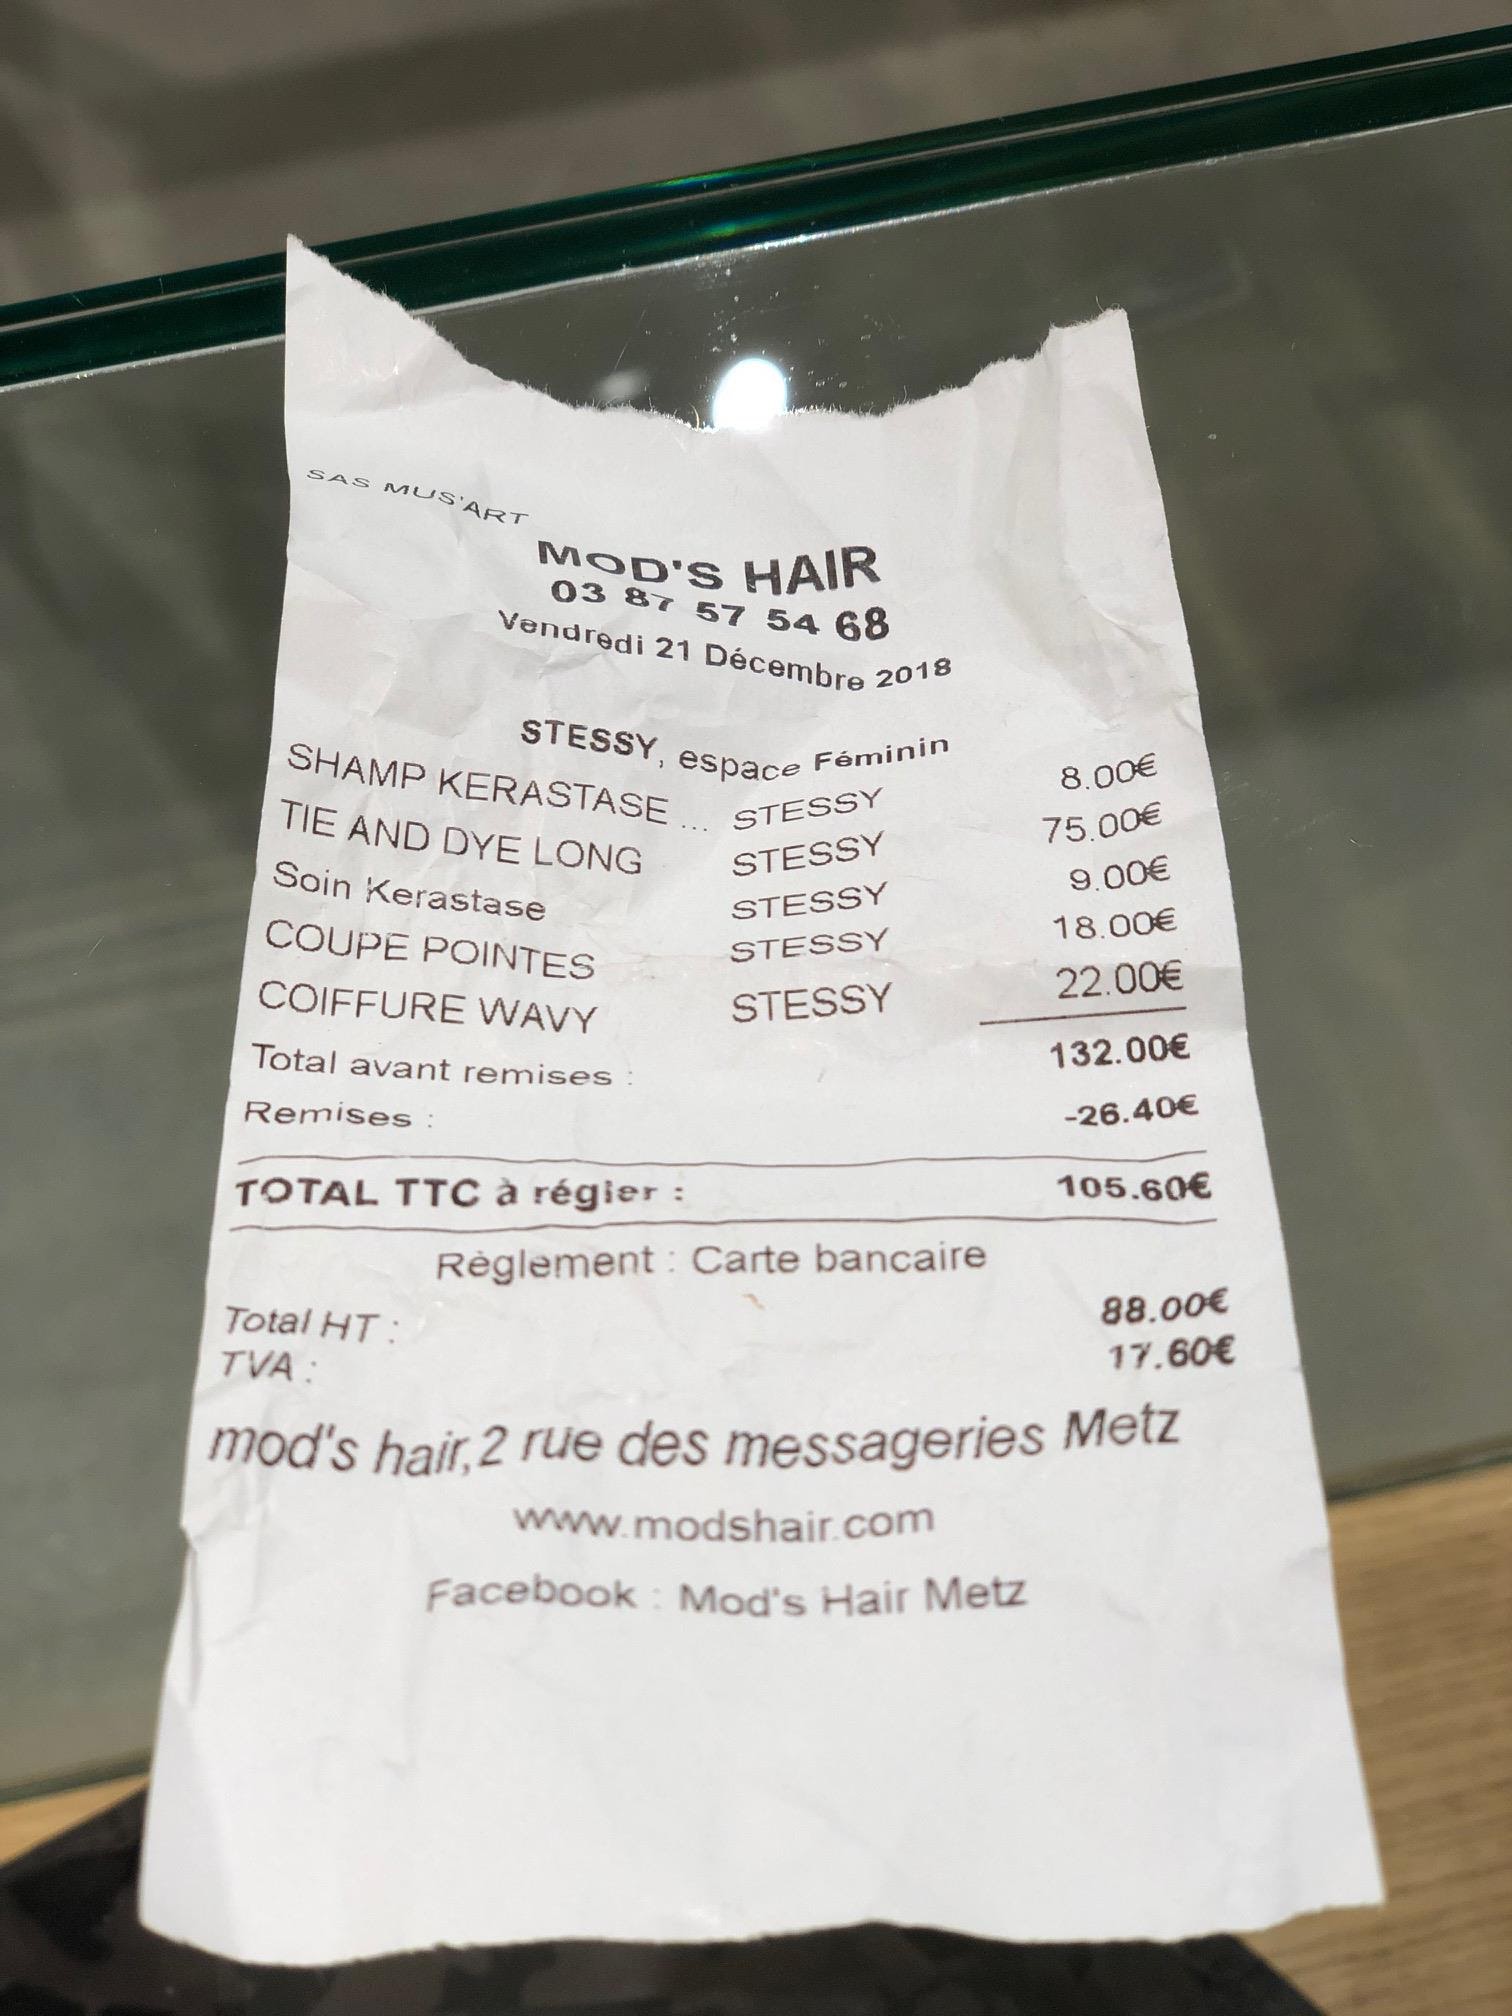 SAS MUS'ART
MOD'S HAIR
03 87 57 54 68
Vendredi 21 Décembre 2018
STESSY, espace Féminin
SHAMP KERASTASE ... STESSY 8.00€
TIE AND DYE LONG STESSY 75.00€
Soin Kerastase STESSY 9.00€
COUPE POINTES STESSY 18.00€
COIFFURE WAVY STESSY 22.00€
Total avant remises : 132.00€
Remises : -26.40€
TOTAL TTC à régler : 105.60€
Règlement : Carte bancaire
Total HT : 88.00€
TVA : 17.60€
mod's hair,2 rue des messageries Metz
www.modshair.com
Facebook : Mod's Hair Metz